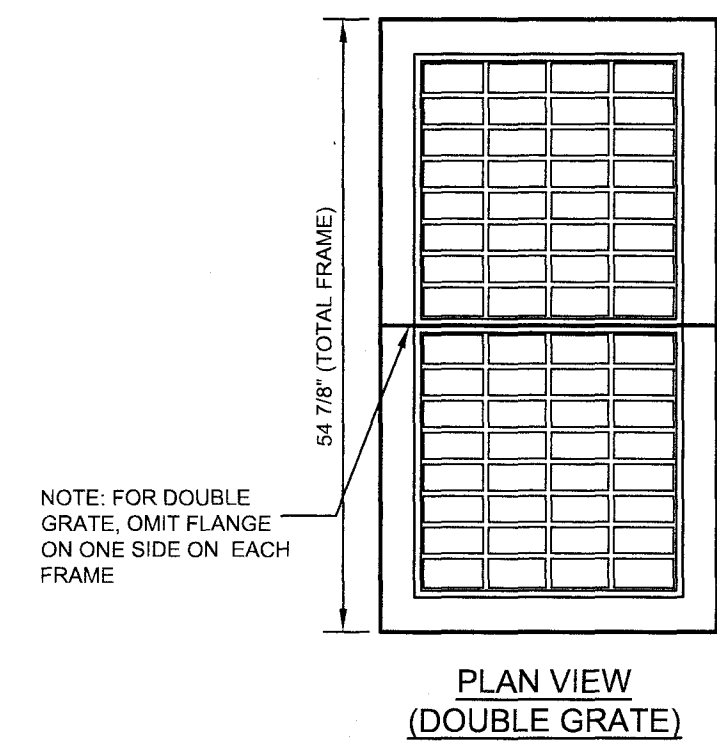 54 7/8" (TOTAL FRAME)
NOTE: FOR DOUBLE
GRATE, OMIT FLANGE
ON ONE SIDE ON EACH
FRAME
PLAN VIEW
(DOUBLE GRATE)